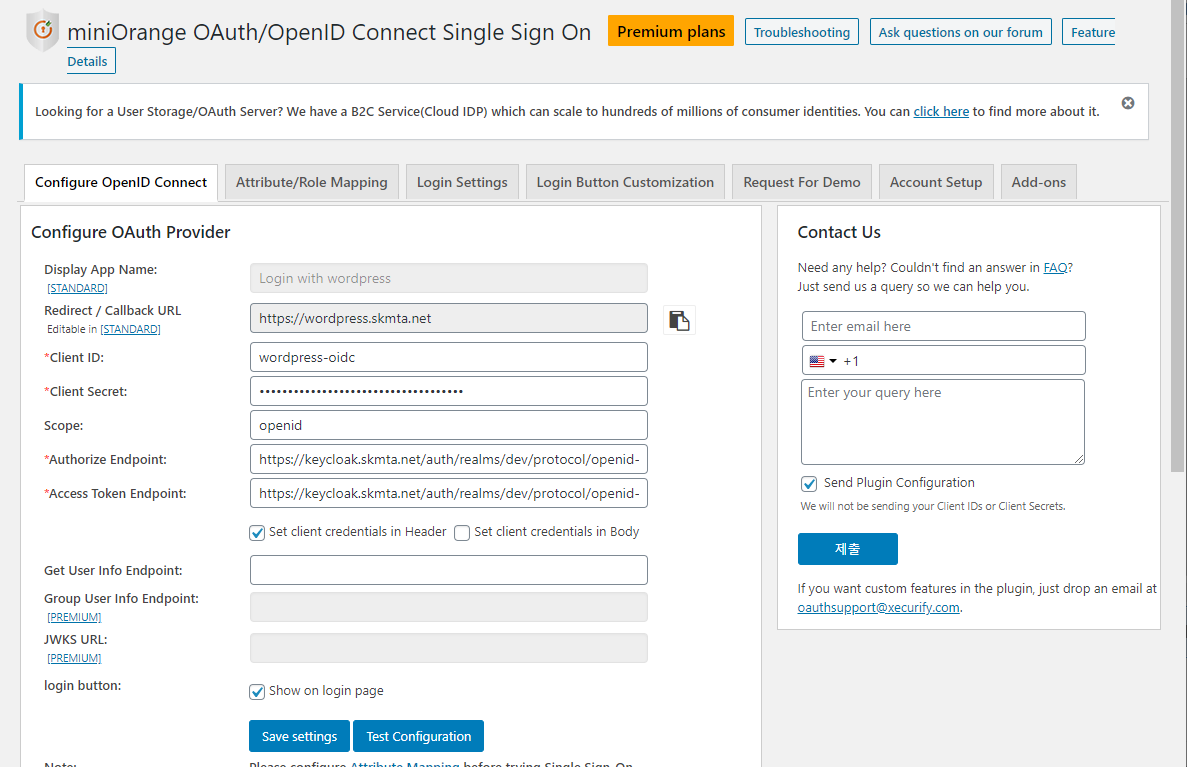 miniOrange OAuth/OpenID Connect Single Sign On Premium plans Troubleshooting Ask questions on our forum Feature
Details
Looking for a User Storage/OAuth Server? We have a B2C Service(Cloud IDP) which can scale to hundreds of millions of consumer identities. You can click here to find more about it.
Configure OpenID Connect Attribute/Role Mapping Login Settings Login Button Customization Request For Demo Account Setup Add-ons
Configure OAuth Provider
Display App Name: Login with wordpress
[STANDARD]
Redirect / Callback URL https://wordpress.skmta.net
Editable in [STANDARD]
*Client ID: wordpress-oidc
*Client Secret:
Scope: openid
*Authorize Endpoint: https://keycloak.skmta.net/auth/realms/dev/protocol/openid-
*Access Token Endpoint: https://keycloak.skmta.net/auth/realms/dev/protocol/openid-
Set client credentials in Header Set client credentials in Body
Get User Info Endpoint:
Group User Info Endpoint:
[PREMIUM]
JWKS URL:
[PREMIUM]
login button: Show on login page
Save settings Test Configuration
Note: Please configure Attribute Mapping before trying Single Sign-On.
Contact Us
Need any help? Couldn't find an answer in FAQ?
Just send us a query so we can help you.
Enter email here
+1
Enter your query here
Send Plugin Configuration
We will not be sending your Client IDs or Client Secrets.
제출
If you want custom features in the plugin, just drop an email at
oauthsupport@xecurify.com.